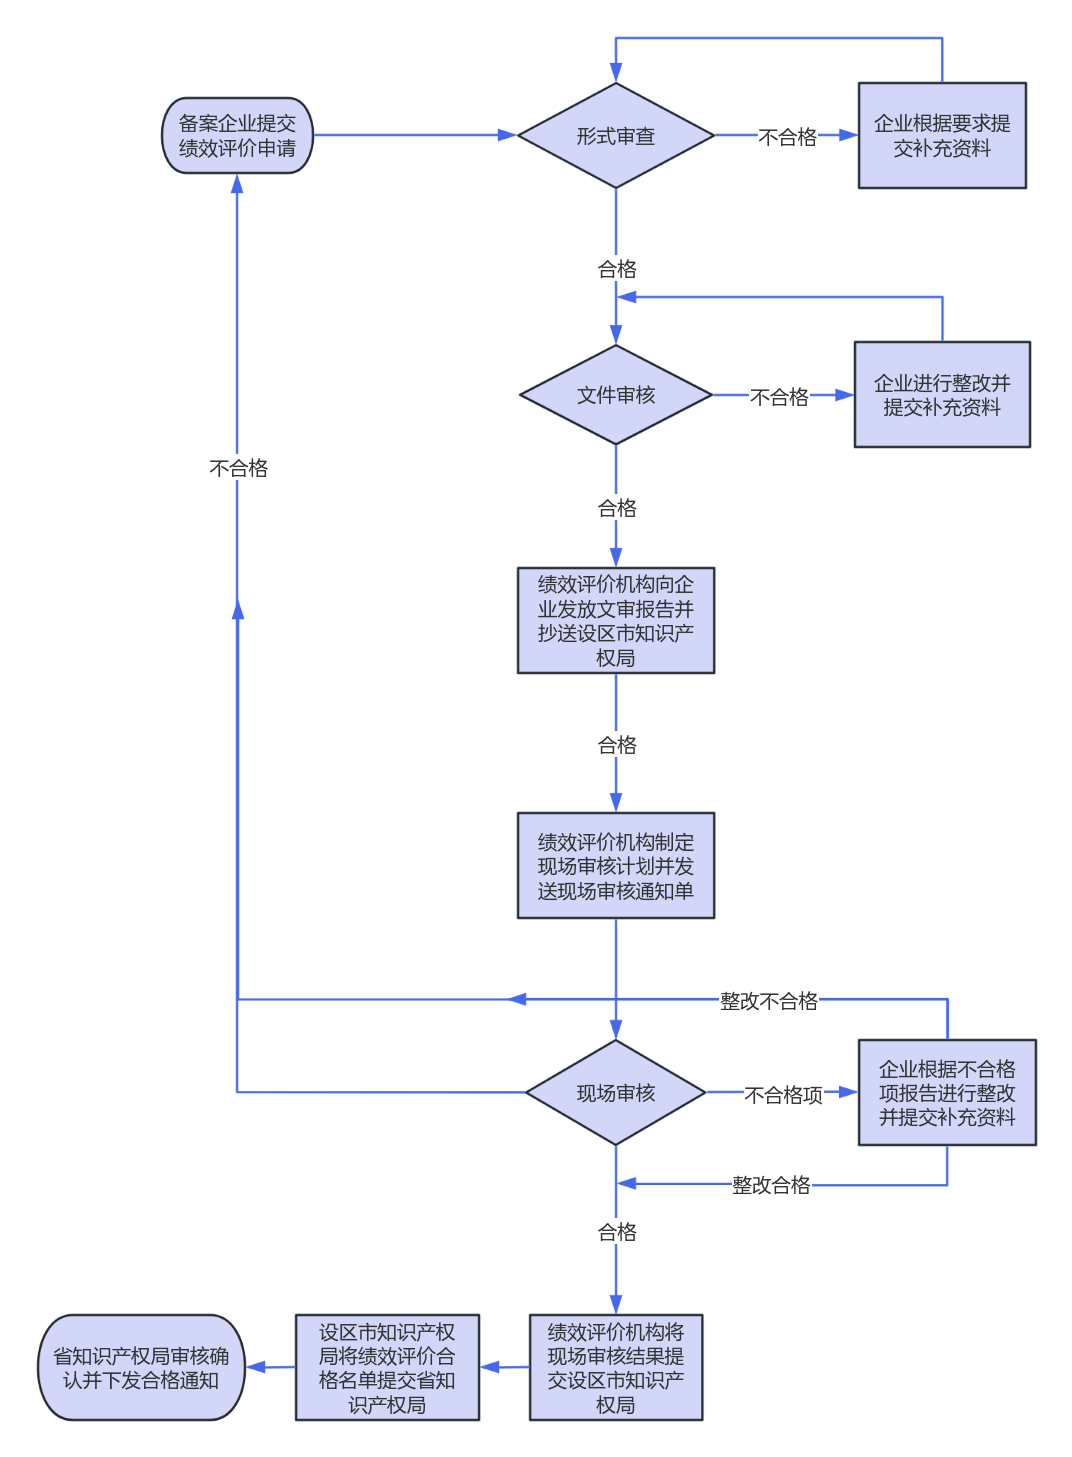 备案企业提交
绩效评价申请
形式审查
不合格
企业根据要求提
交补充资料
合格
文件审核
不合格
企业进行整改并
提交补充资料
不合格
合格
绩效评价机构向企
业发放文审报告并
抄送设区市知识产
权局
合格
绩效评价机构制定
现场审核计划并发
送现场审核通知单
整改不合格
现场审核
不合格项
企业根据不合格
项报告进行整改
并提交补充资料
整改合格
合格
省知识产权局审核确
认并下发合格通知
设区市知识产权
局将绩效评价合
格名单提交省知
识产权局
绩效评价机构将
现场审核结果提
交设区市知识产
权局